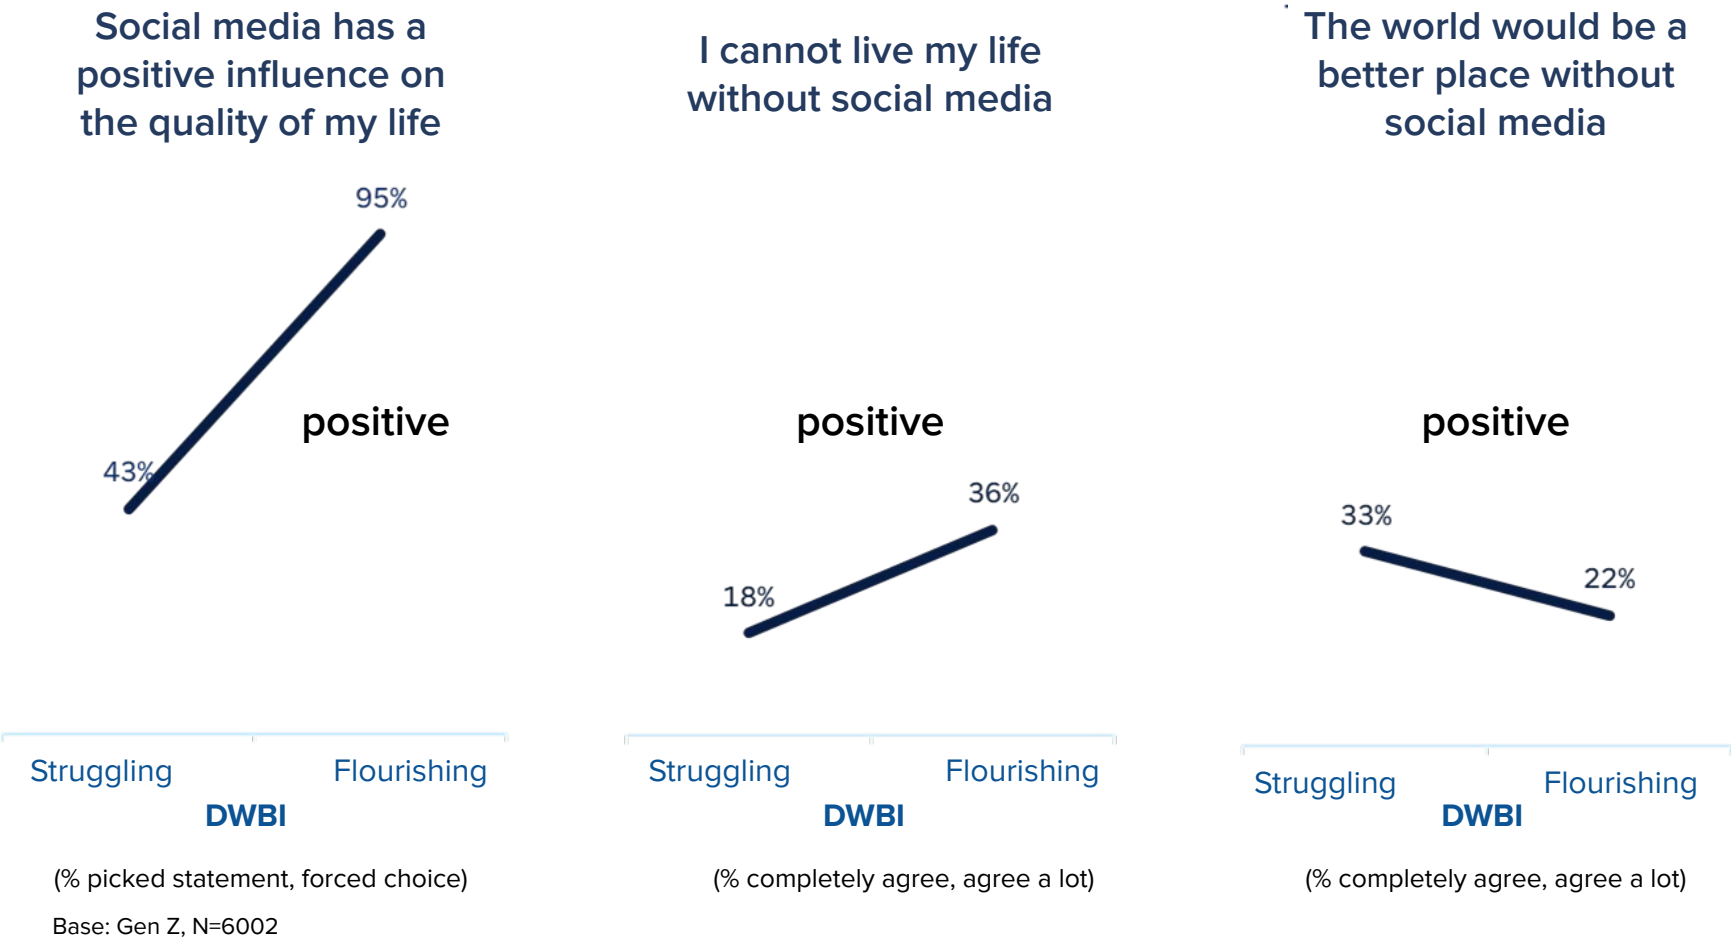 Social media has a
positive influence on
the quality of my life
95%
43%
positive
Struggling
Flourishing
DWBI
(% picked statement, forced choice)
Base: Gen Z, N=6002
I cannot live my life
without social media
positive
36%
18%
Struggling
Flourishing
DWBI
(% completely agree, agree a lot)
The world would be a
better place without
social media
positive
33%
22%
Struggling
Flourishing
DWBI
(% completely agree, agree a lot)